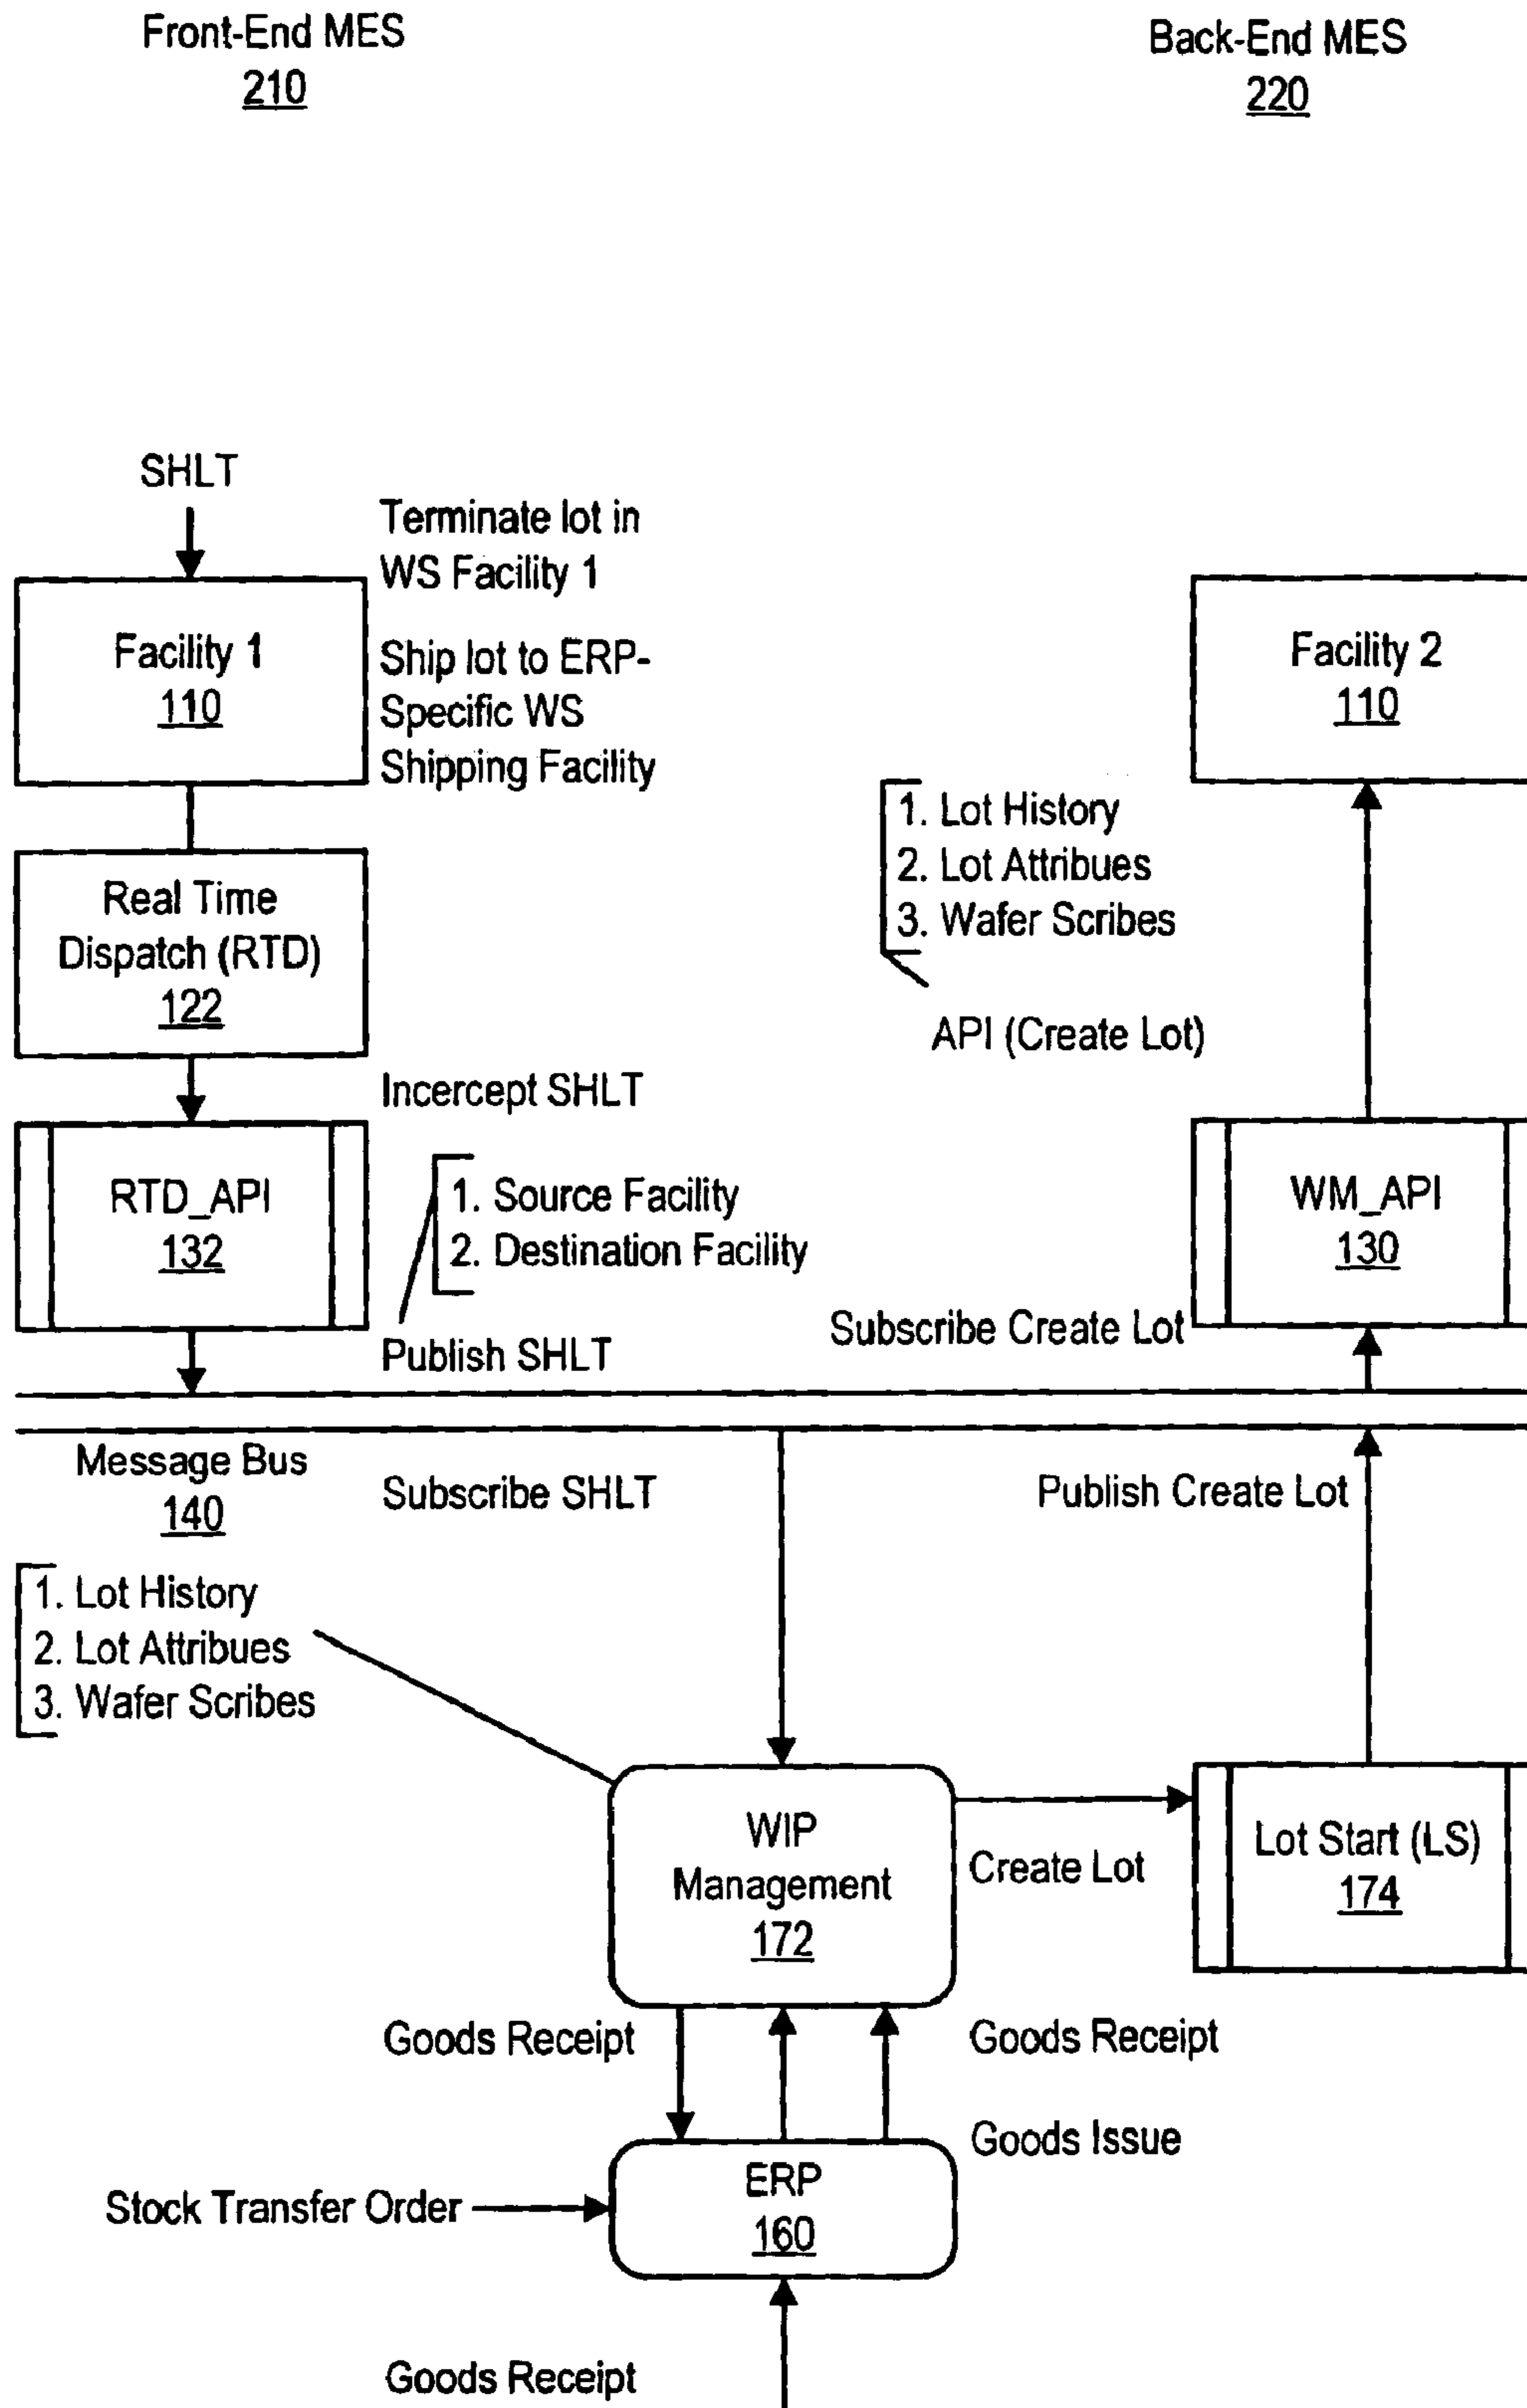 Front-End MES
210
Back-End MES
220
SHLT
Terminate lot in
WS Facility 1
Facility 1
110
Ship lot to ERP-
Specific WS
Shipping Facility
Facility 2
110
1. Lot History
2. Lot Attribues
3. Wafer Scribes
Real Time
Dispatch (RTD)
122
API (Create Lot)
Incercept SHLT
RTD_API
132
1. Source Facility
2. Destination Facility
WM_API
130
Publish SHLT
Subscribe Create Lot
Message Bus
140
Subscribe SHLT
Publish Create Lot
1. Lot History
2. Lot Attribues
3. Wafer Scribes
WIP
Management
172
Create Lot
Lot Start (LS)
174
Goods Receipt
Goods Receipt
Goods Issue
ERP
160
Stock Transfer Order
Goods Receipt